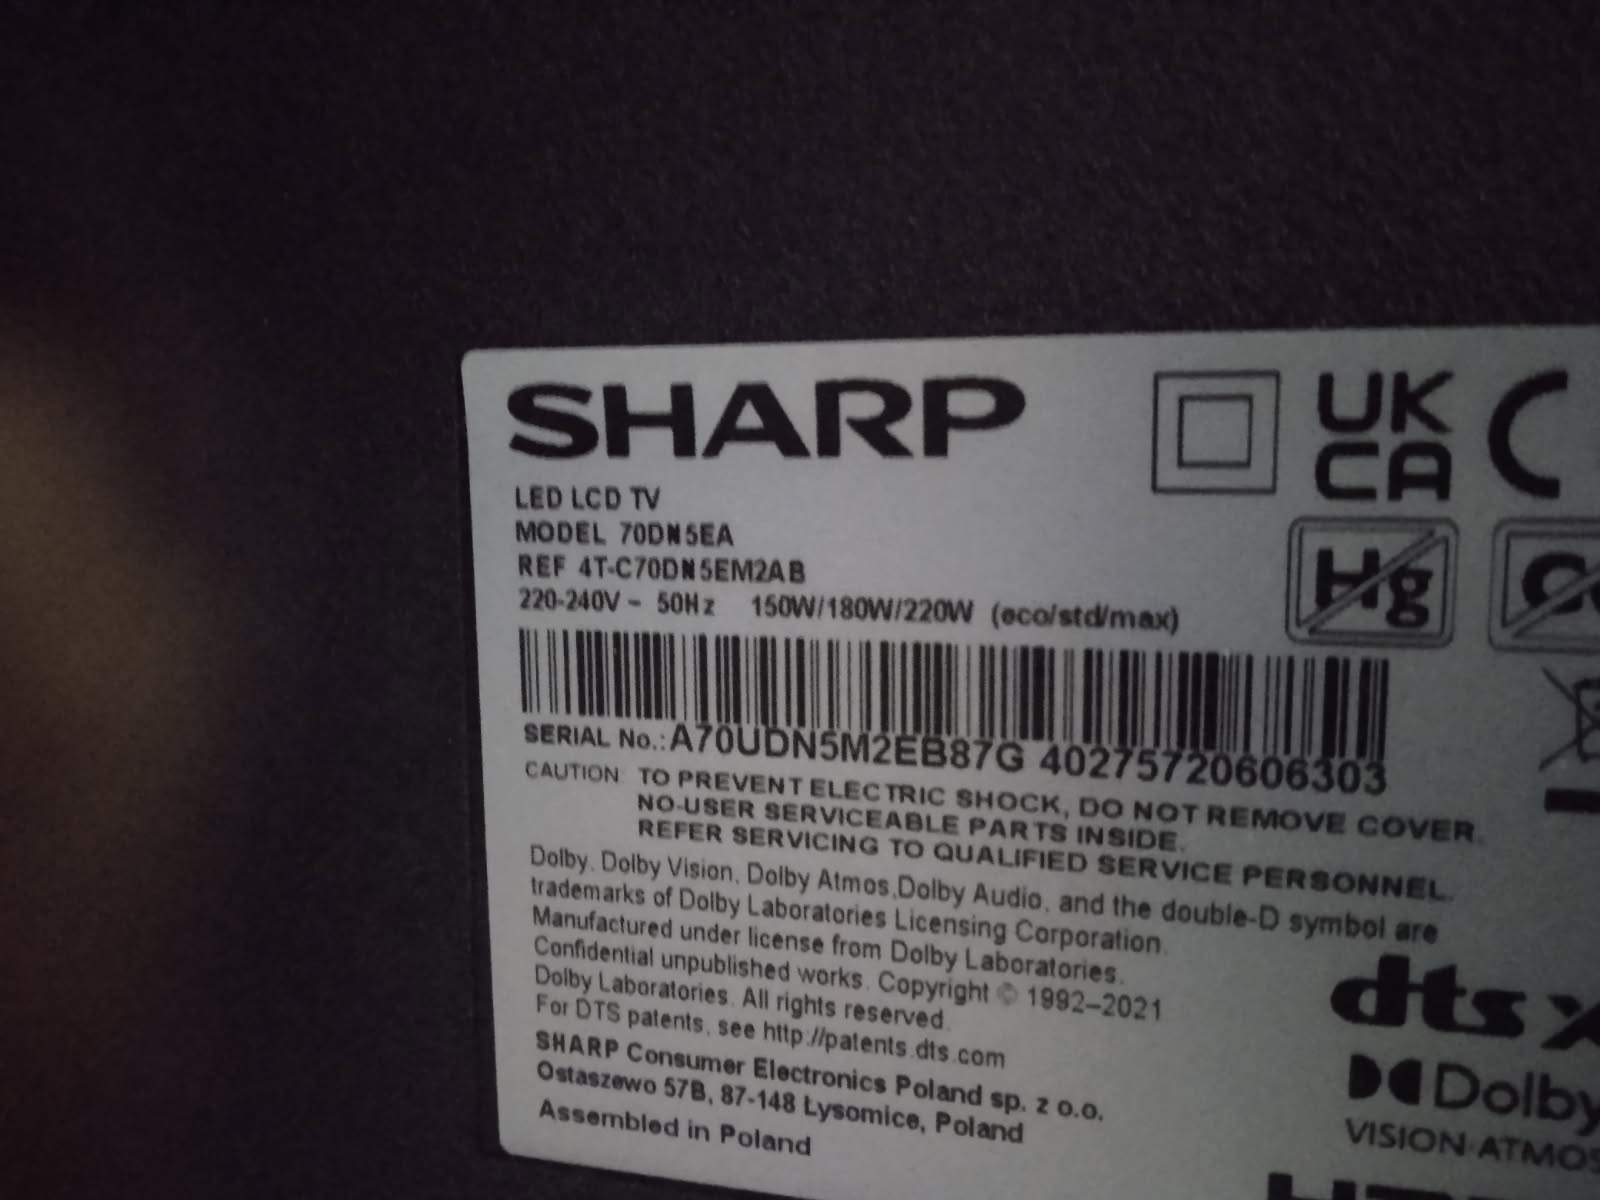 SHARP
UK
CA
LED LCD TV
MODEL 70DN5EA
REF 4T-C70DN5EM2AB
220-240V ~ 50Hz 150W/180W/220W (eco/std/max)
Hg
SERIAL No.: A70UDN5M2EB87G 40275720606303
CAUTION: TO PREVENT ELECTRIC SHOCK, DO NOT REMOVE COVER.
NO-USER SERVICEABLE PARTS INSIDE.
REFER SERVICING TO QUALIFIED SERVICE PERSONNEL.
Dolby, Dolby Vision, Dolby Atmos,Dolby Audio, and the double-D symbol are
trademarks of Dolby Laboratories Licensing Corporation.
Manufactured under license from Dolby Laboratories.
Confidential unpublished works. Copyright © 1992–2021
Dolby Laboratories. All rights reserved.
For DTS patents, see http://patents.dts.com
SHARP Consumer Electronics Poland sp. z o.o.
Ostaszewo 57B, 87-148 Łysomice, Poland
Assembled in Poland
dts x
Dolby
VISION·ATMOS